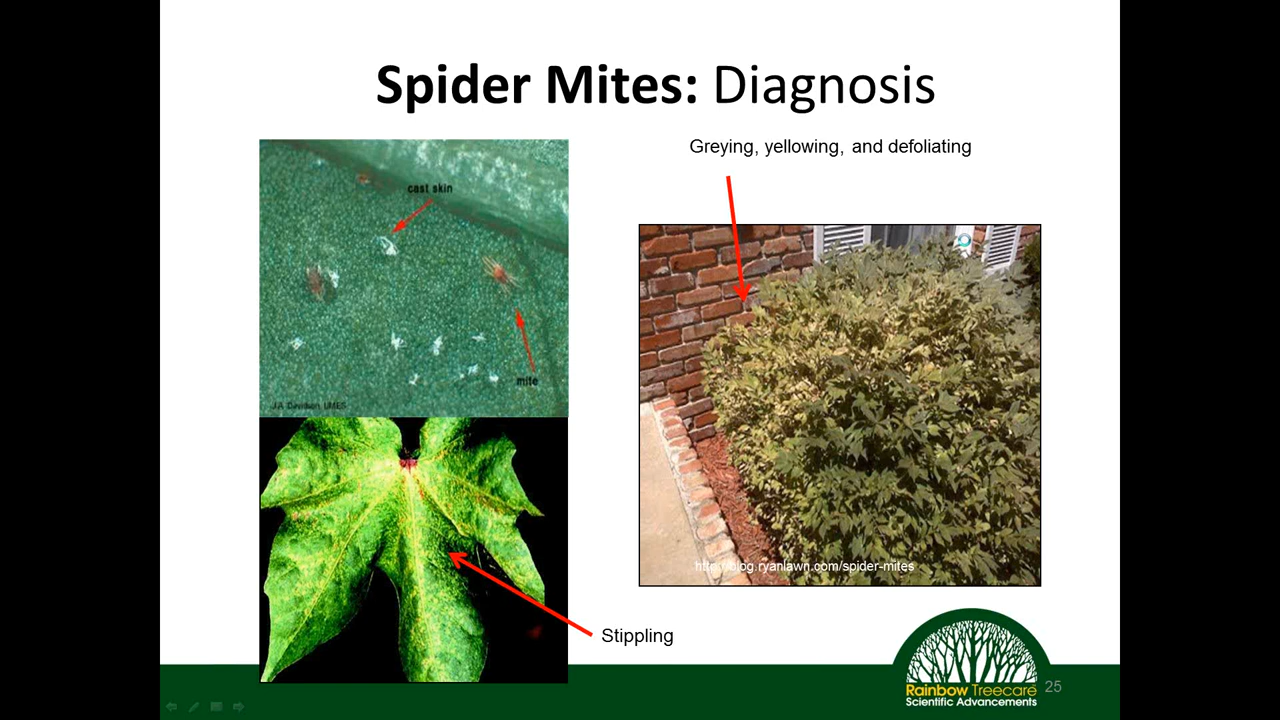 Spider Mites: Diagnosis
Greying, yellowing, and defoliating
cast skin
mite
J.A. Davidson, UMES
http://blog.ryanlawn.com/spider-mites
Stippling
Rainbow Treecare
Scientific Advancements
25